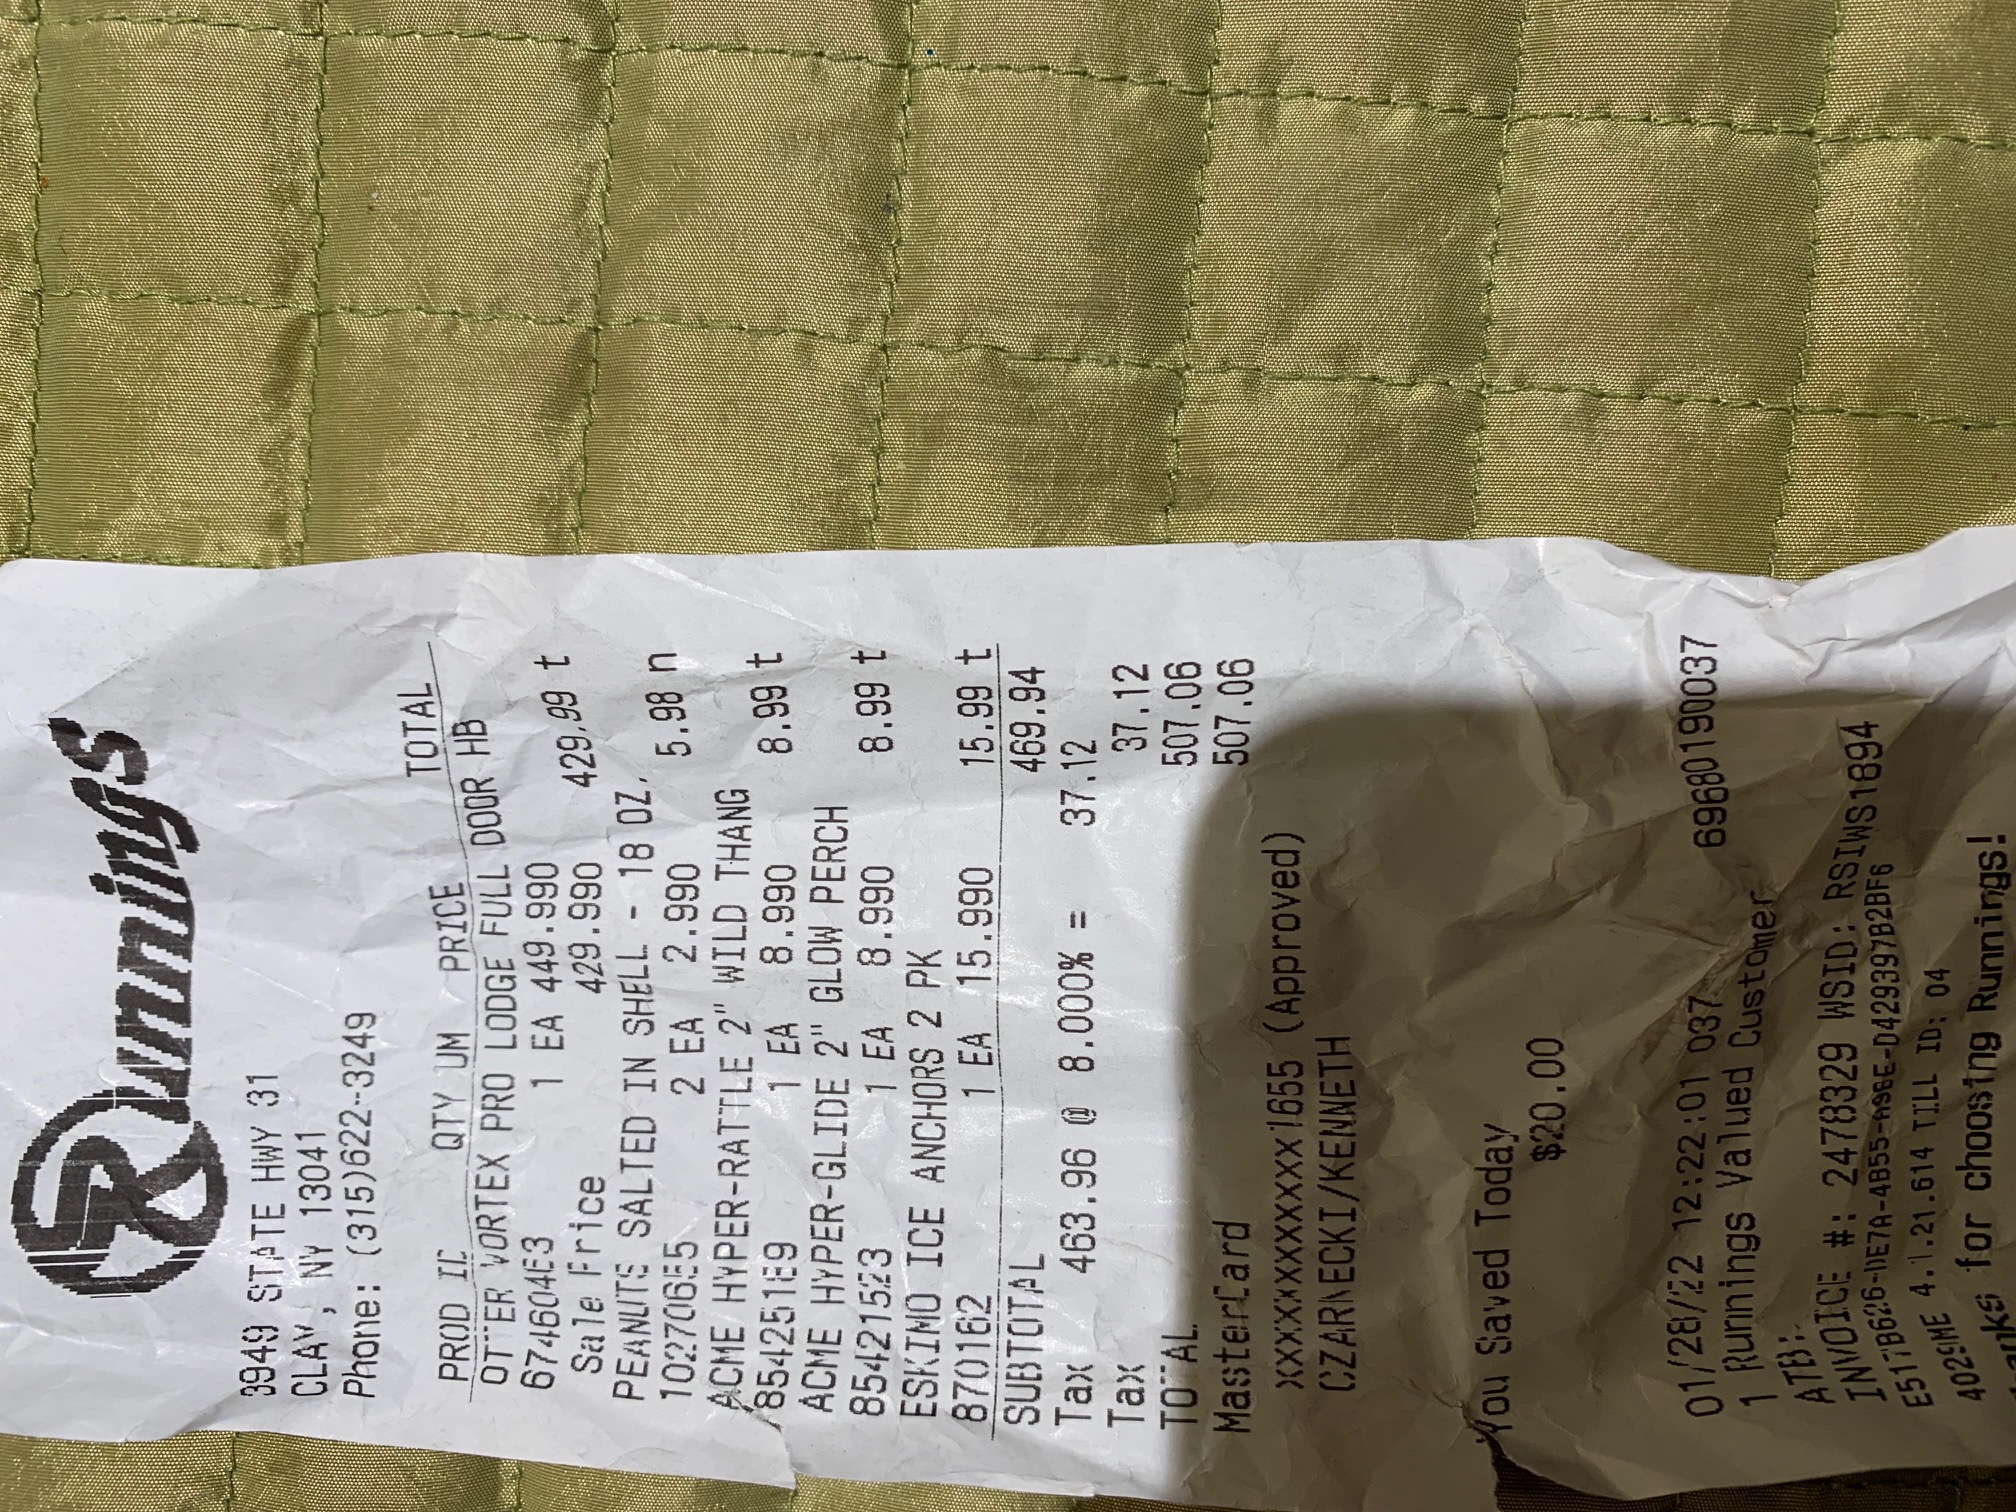 Runnings
3949 STATE HWY 31
CLAY, NY 13041
Phone: (315)622-3249
PROD ID QTY UM PRICE TOTAL
OTTER VORTEX PRO LODGE FULL DOOR HB
1 EA 449.990 429.99 t
Sale Price 429.990
PEANUTS SALTED IN SHELL - 18 OZ.
10270655 2 EA 2.990 5.98 n
ACME HYPER-RATTLE 2" WILD THANG
85425189 1 EA 8.990 8.99 t
ACME HYPER-GLIDE 2" GLOW PERCH
85421523 1 EA 8.990 8.99 t
ESKIMO ICE ANCHORS 2 PK
870162 1 EA 15.990 15.99 t
SUBTOTAL 469.94
Tax 463.96 @ 8.000% = 37.12
Tax 37.12
TOTAL 507.06
MasterCard 507.06
XXXXXXXXXXXX1655 (Approved)
CZARNECKI/KENNETH
You Saved Today
$20.00
01/28/22 12:22:01 037 69680190037
1 Runnings Valued Customer
ATB:
INVOICE #: 2478329 WSID: RSIWS1894
4029ME 4.1.21.614 TILL ID: 04
for choosing Runnings!